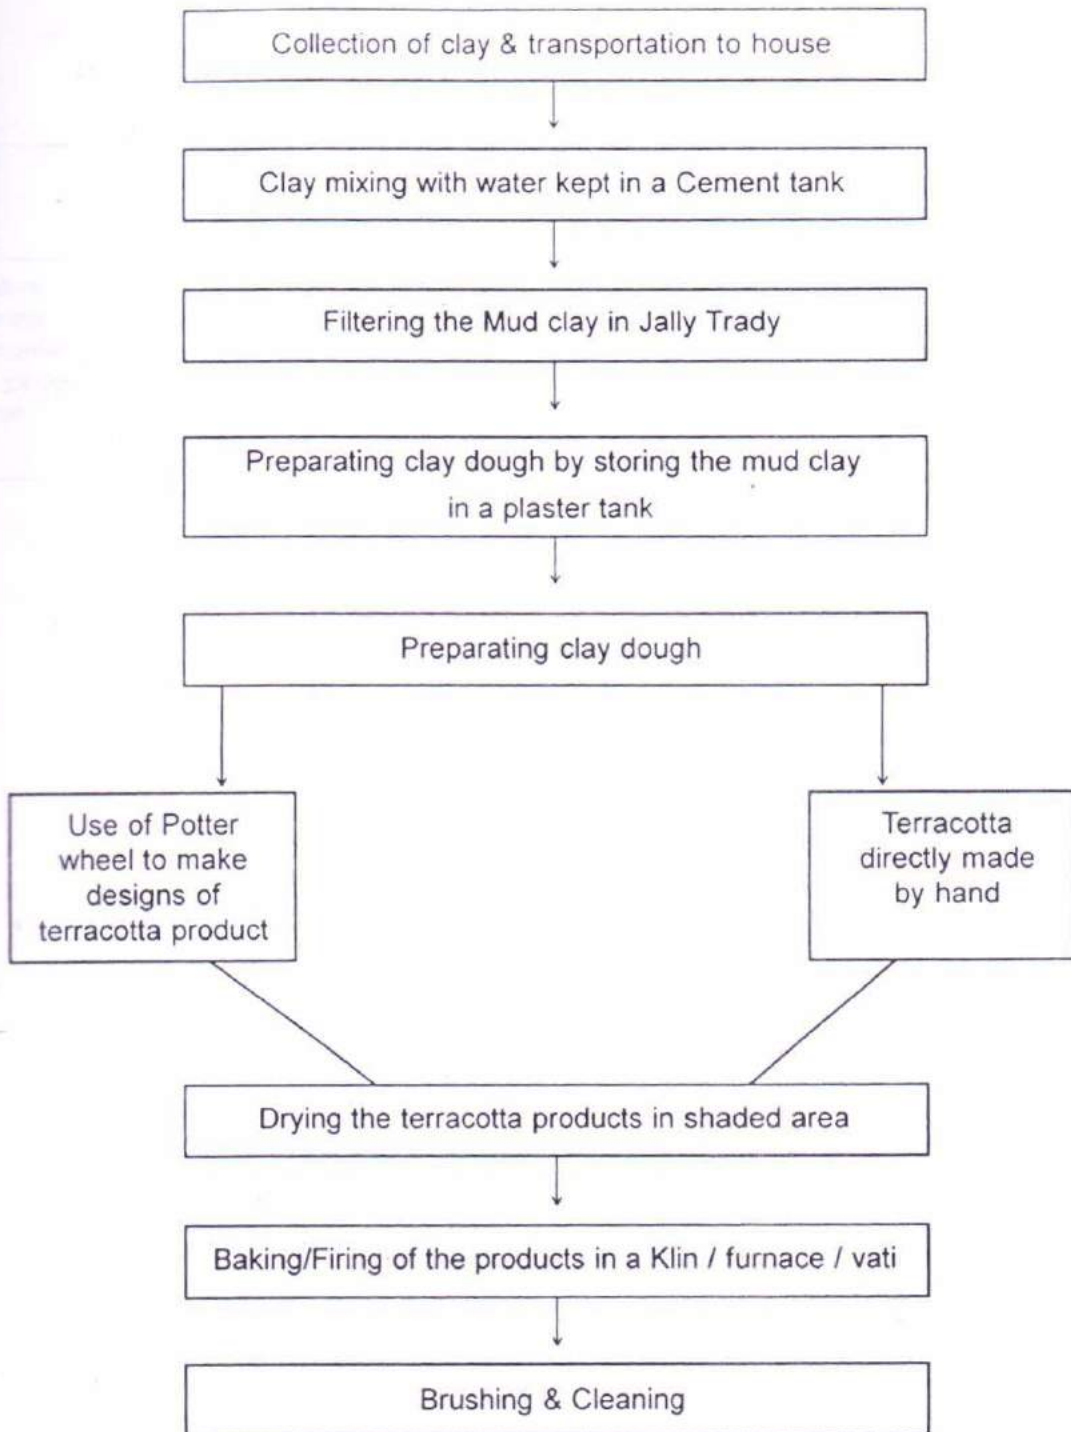 Collection of clay & transportation to house
Clay mixing with water kept in a Cement tank
Filtering the Mud clay in Jally Trady
Preparating clay dough by storing the mud clay
in a plaster tank
Preparating clay dough
Use of Potter
wheel to make
designs of
terracotta product
Terracotta
directly made
by hand
Drying the terracotta products in shaded area
Baking/Firing of the products in a Klin / furnace / vati
Brushing & Cleaning